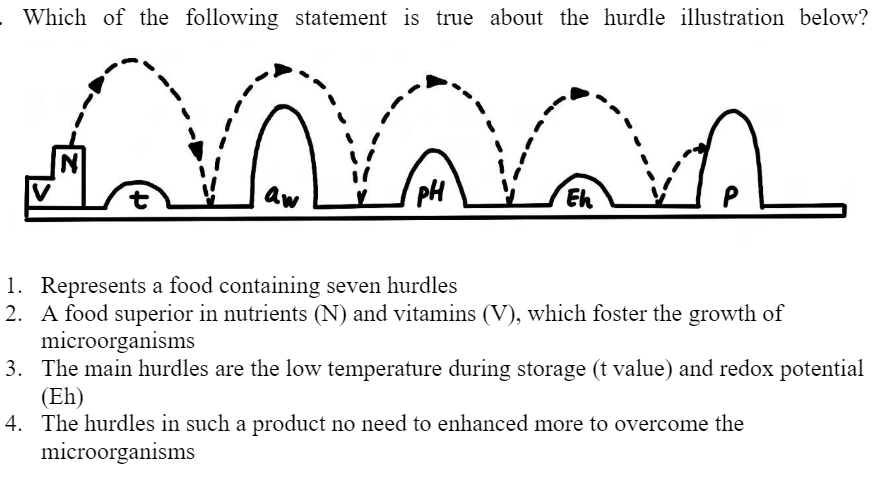 . Which of the following statement is true about the hurdle illustration below?
N
V
t
aw
pH
Eh
P
1. Represents a food containing seven hurdles
2. A food superior in nutrients (N) and vitamins (V), which foster the growth of
microorganisms
3. The main hurdles are the low temperature during storage (t value) and redox potential
(Eh)
4. The hurdles in such a product no need to enhanced more to overcome the
microorganisms